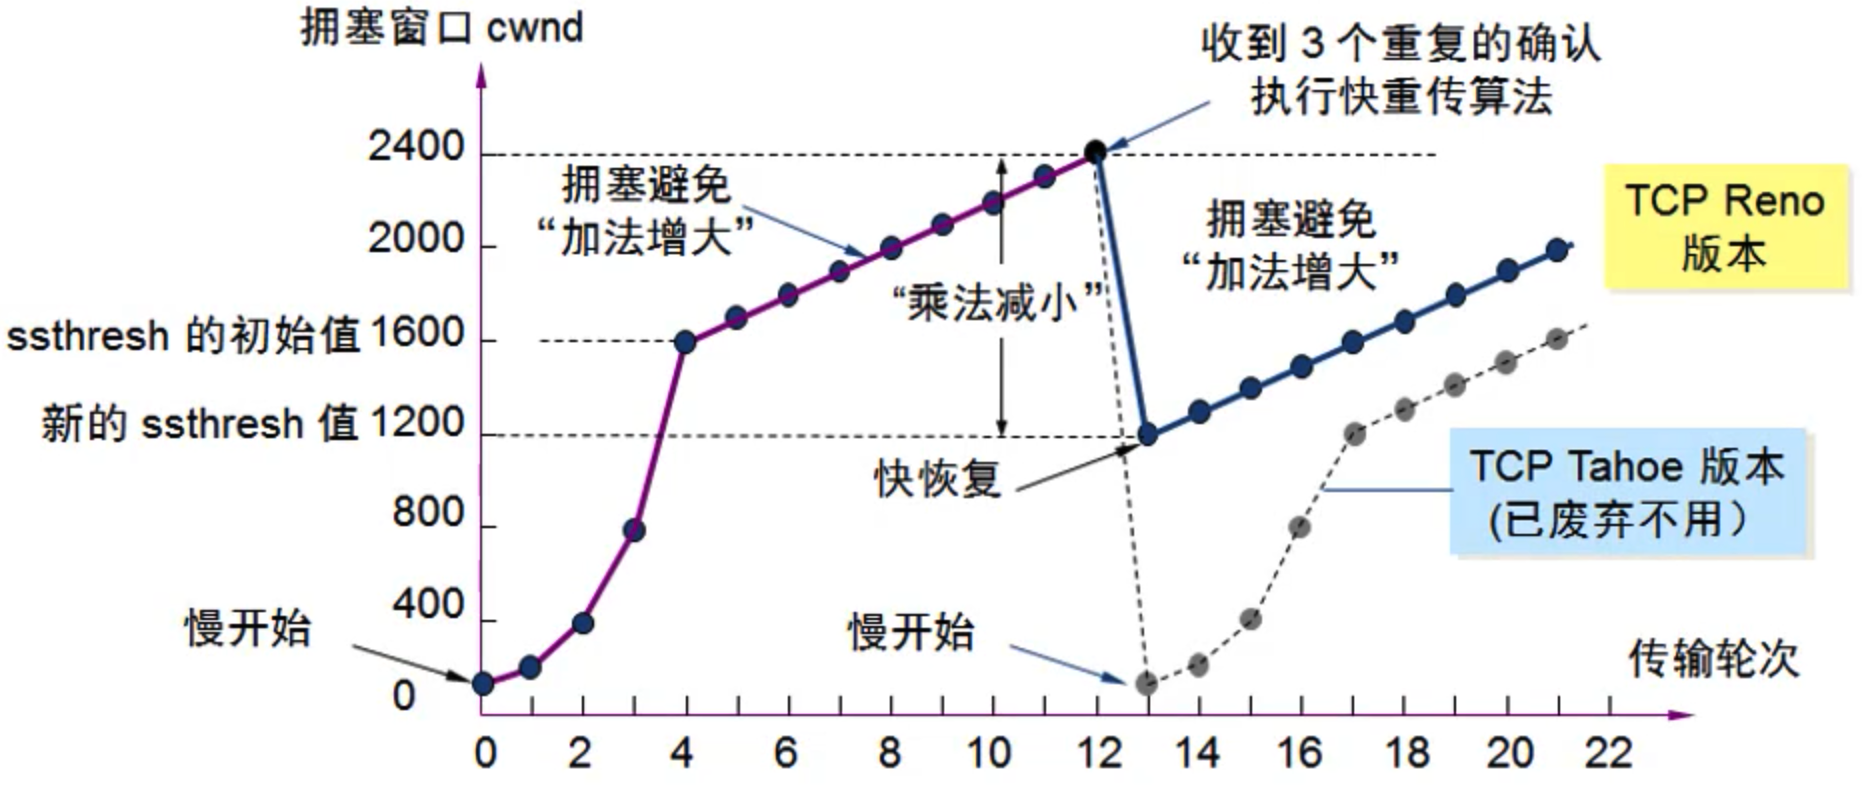 拥塞窗口 cwnd
收到 3 个重复的确认
执行快重传算法
2400
拥塞避免
“加法增大”
拥塞避免
“加法增大”
TCP Reno
版本
2000
“乘法减小”
ssthresh 的初始值 1600
新的 ssthresh 值 1200
快恢复
TCP Tahoe 版本
(已废弃不用）
800
400
慢开始
慢开始
传输轮次
0
0 2 4 6 8 10 12 14 16 18 20 22